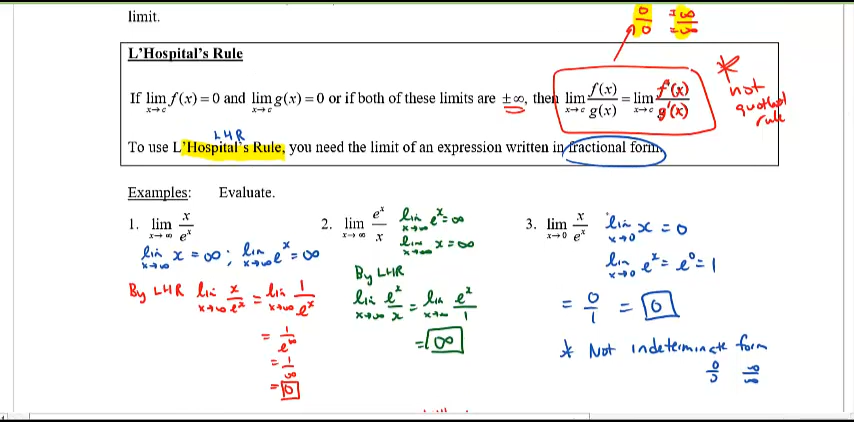 limit.
0/0 = ∞/∞
L'Hospital's Rule
If lim x→c f(x) = 0 and lim x→c g(x) = 0 or if both of these limits are ±∞, then lim x→c f(x)/g(x) = lim x→c f'(x)/g'(x)
* not quotient rule
LHR
To use L'Hospital's Rule, you need the limit of an expression written in fractional form.
Examples: Evaluate.
1. lim x→∞ x/e^x
lim x→∞ x = ∞ ; lim x→∞ e^x = ∞
By LHR lim x→∞ x/e^x = lim x→∞ 1/e^x
= 1/e^∞
= 1/∞
= 0
2. lim x→∞ e^x/x
lim x→∞ e^x = ∞
lim x→∞ x = ∞
By LHR
lim x→∞ e^x/x = lim x→∞ e^x/1
= ∞
3. lim x→0 x/e^x
lim x→0 x = 0
lim x→0 e^x = e^0 = 1
= 0/1 = 0
* Not indeterminate form
0/0 ∞/∞